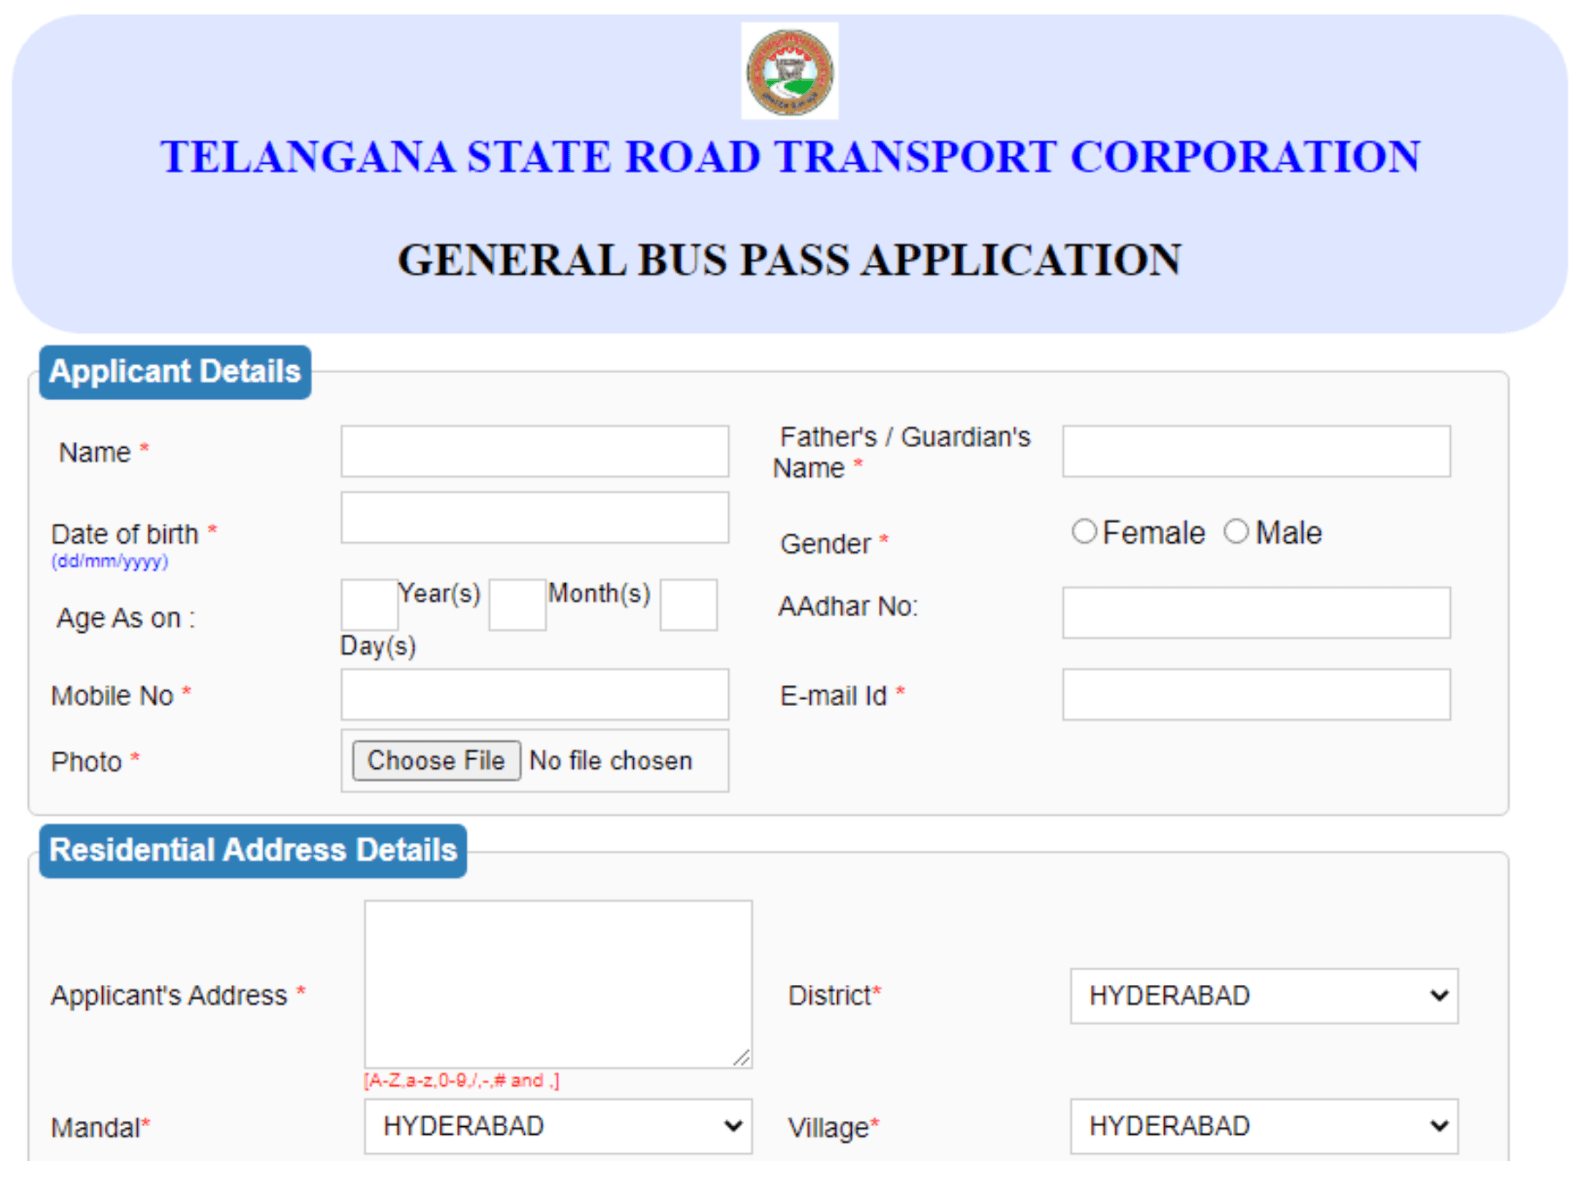 TELANGANA STATE ROAD TRANSPORT CORPORATION
GENERAL BUS PASS APPLICATION
Applicant Details
Name *
Father's / Guardian's
Name *
Date of birth *
(dd/mm/yyyy)
Gender *
Female Male
Age As on :
Year(s) Month(s)
Day(s)
AAdhar No:
Mobile No *
E-mail Id *
Photo *
Choose File No file chosen
Residential Address Details
Applicant's Address *
[A-Z,a-z,0-9,/,-,# and ,]
District*
HYDERABAD
Mandal*
HYDERABAD
Village*
HYDERABAD